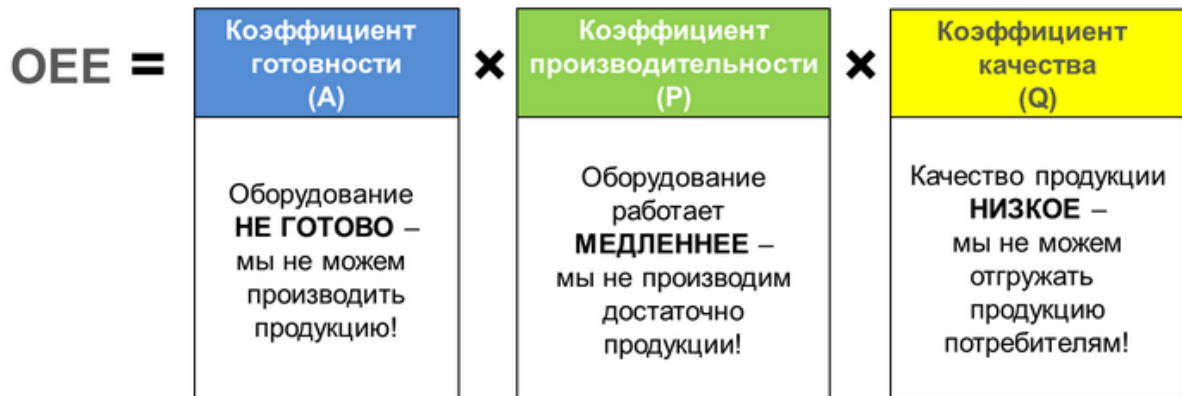 OEE =
Коэффициент
готовности
(A)
×
Коэффициент
производительности
(P)
×
Коэффициент
качества
(Q)
Оборудование
НЕ ГОТОВО –
мы не можем
производить
продукцию!
Оборудование
работает
МЕДЛЕННЕЕ –
мы не производим
достаточно
продукции!
Качество продукции
НИЗКОЕ –
мы не можем
отгружать
продукцию
потребителям!